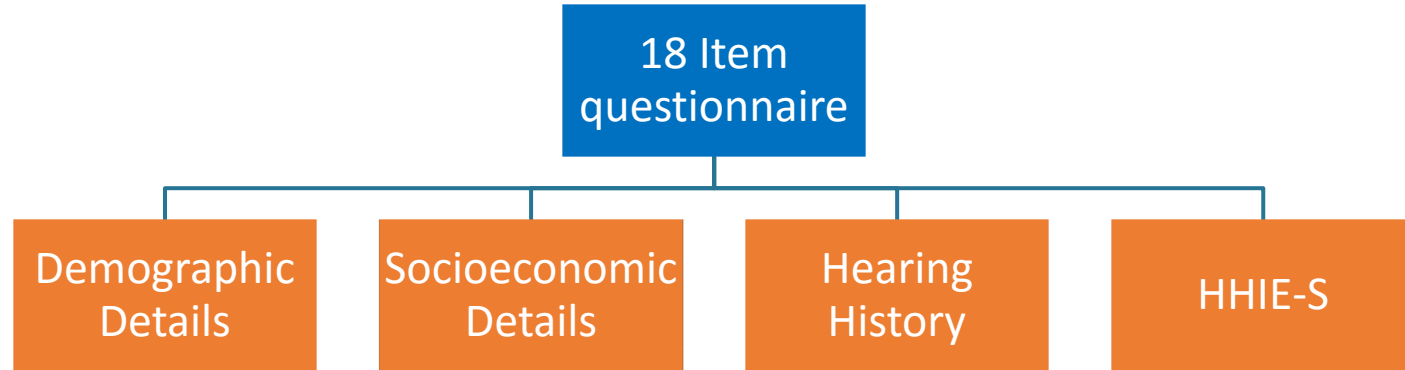 18 Item
questionnaire
Demographic
Details
Socioeconomic
Details
Hearing
History
HHIE-S